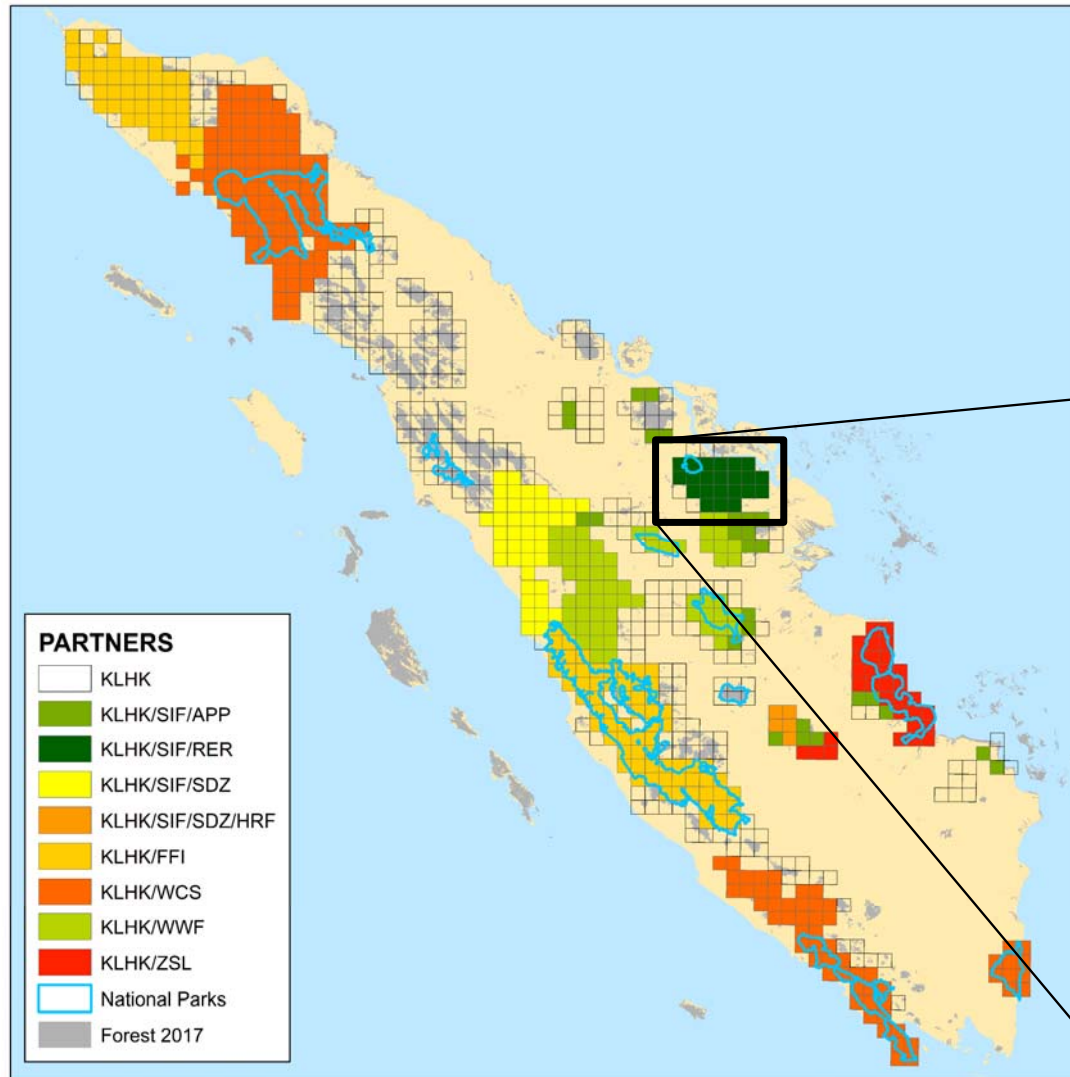 PARTNERS
KLHK
KLHK/SIF/APP
KLHK/SIF/RER
KLHK/SIF/SDZ
KLHK/SIF/SDZ/HRF
KLHK/FFI
KLHK/WCS
KLHK/WWF
KLHK/ZSL
National Parks
Forest 2017